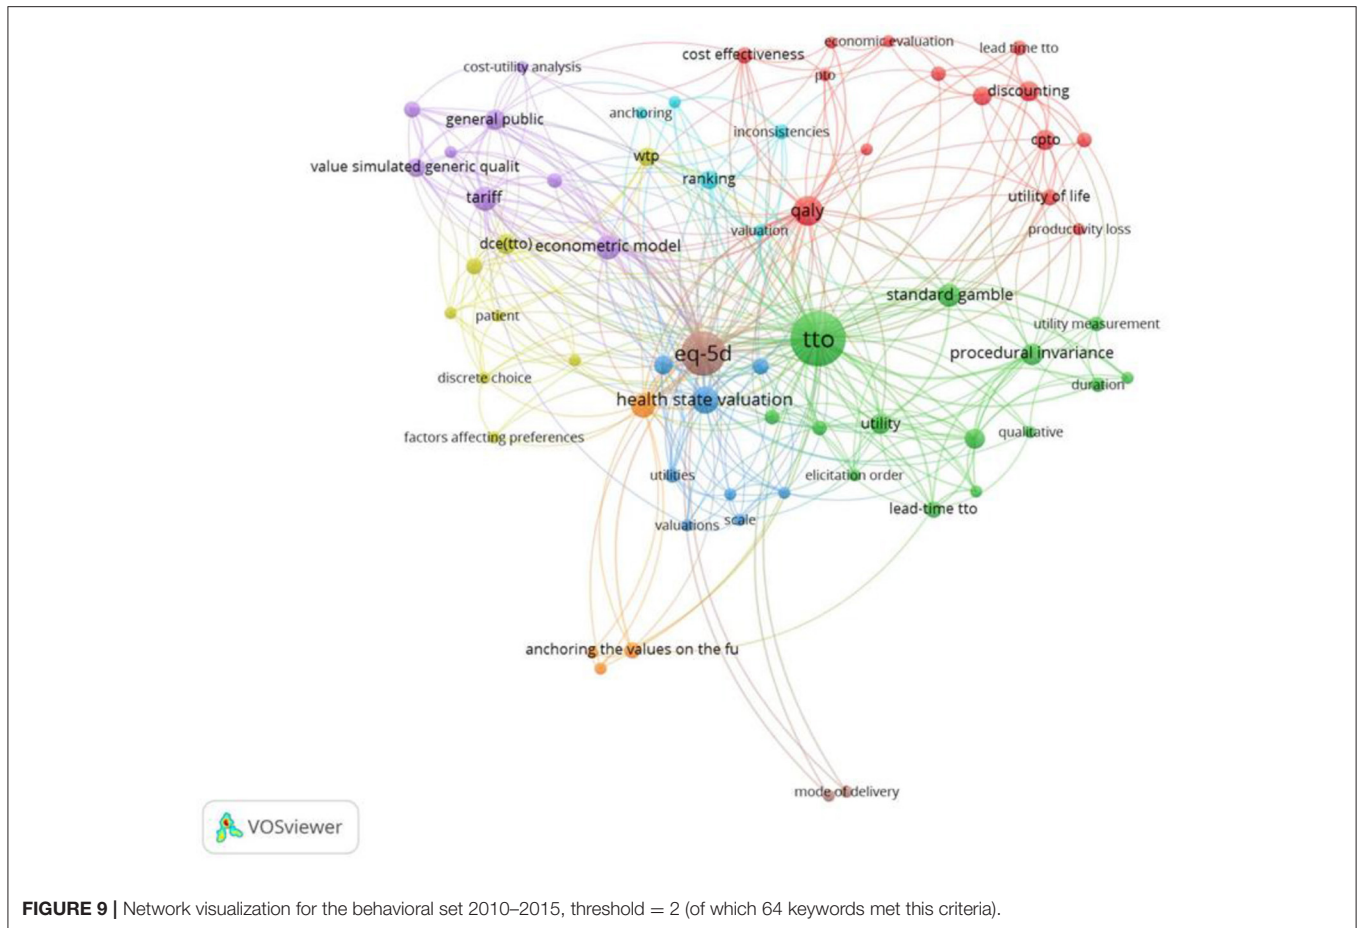 economic evaluation
lead time tto
cost effectiveness
cost-utility analysis
pto
discounting
anchoring
general public
inconsistencies
cpto
wtp
value simulated generic qualit
ranking
tariff
utility of life
qaly
valuation
productivity loss
dce(tto)
econometric model
standard gamble
patient
utility measurement
tto
eq-5d
procedural invariance
discrete choice
duration
health state valuation
utility
qualitative
factors affecting preferences
utilities
elicitation order
lead-time tto
valuations
scale
anchoring the values on the fu
mode of delivery
VOSviewer
FIGURE 9 | Network visualization for the behavioral set 2010–2015, threshold = 2 (of which 64 keywords met this criteria).